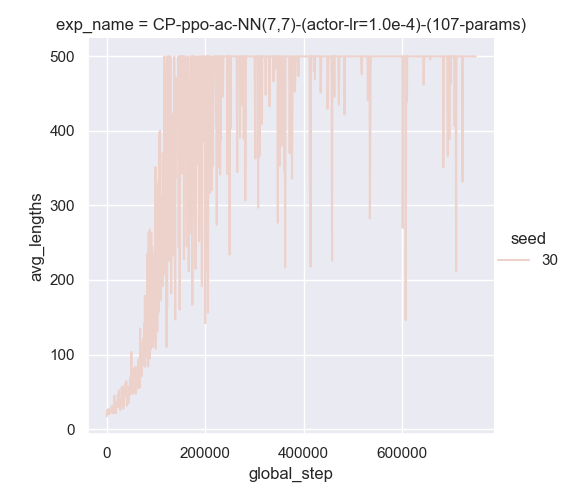 exp_name = CP-ppo-ac-NN(7,7)-(actor-lr=1.0e-4)-(107-params)
500
400
300
200
100
0
avg_lengths
0 200000 400000 600000
global_step
seed
30